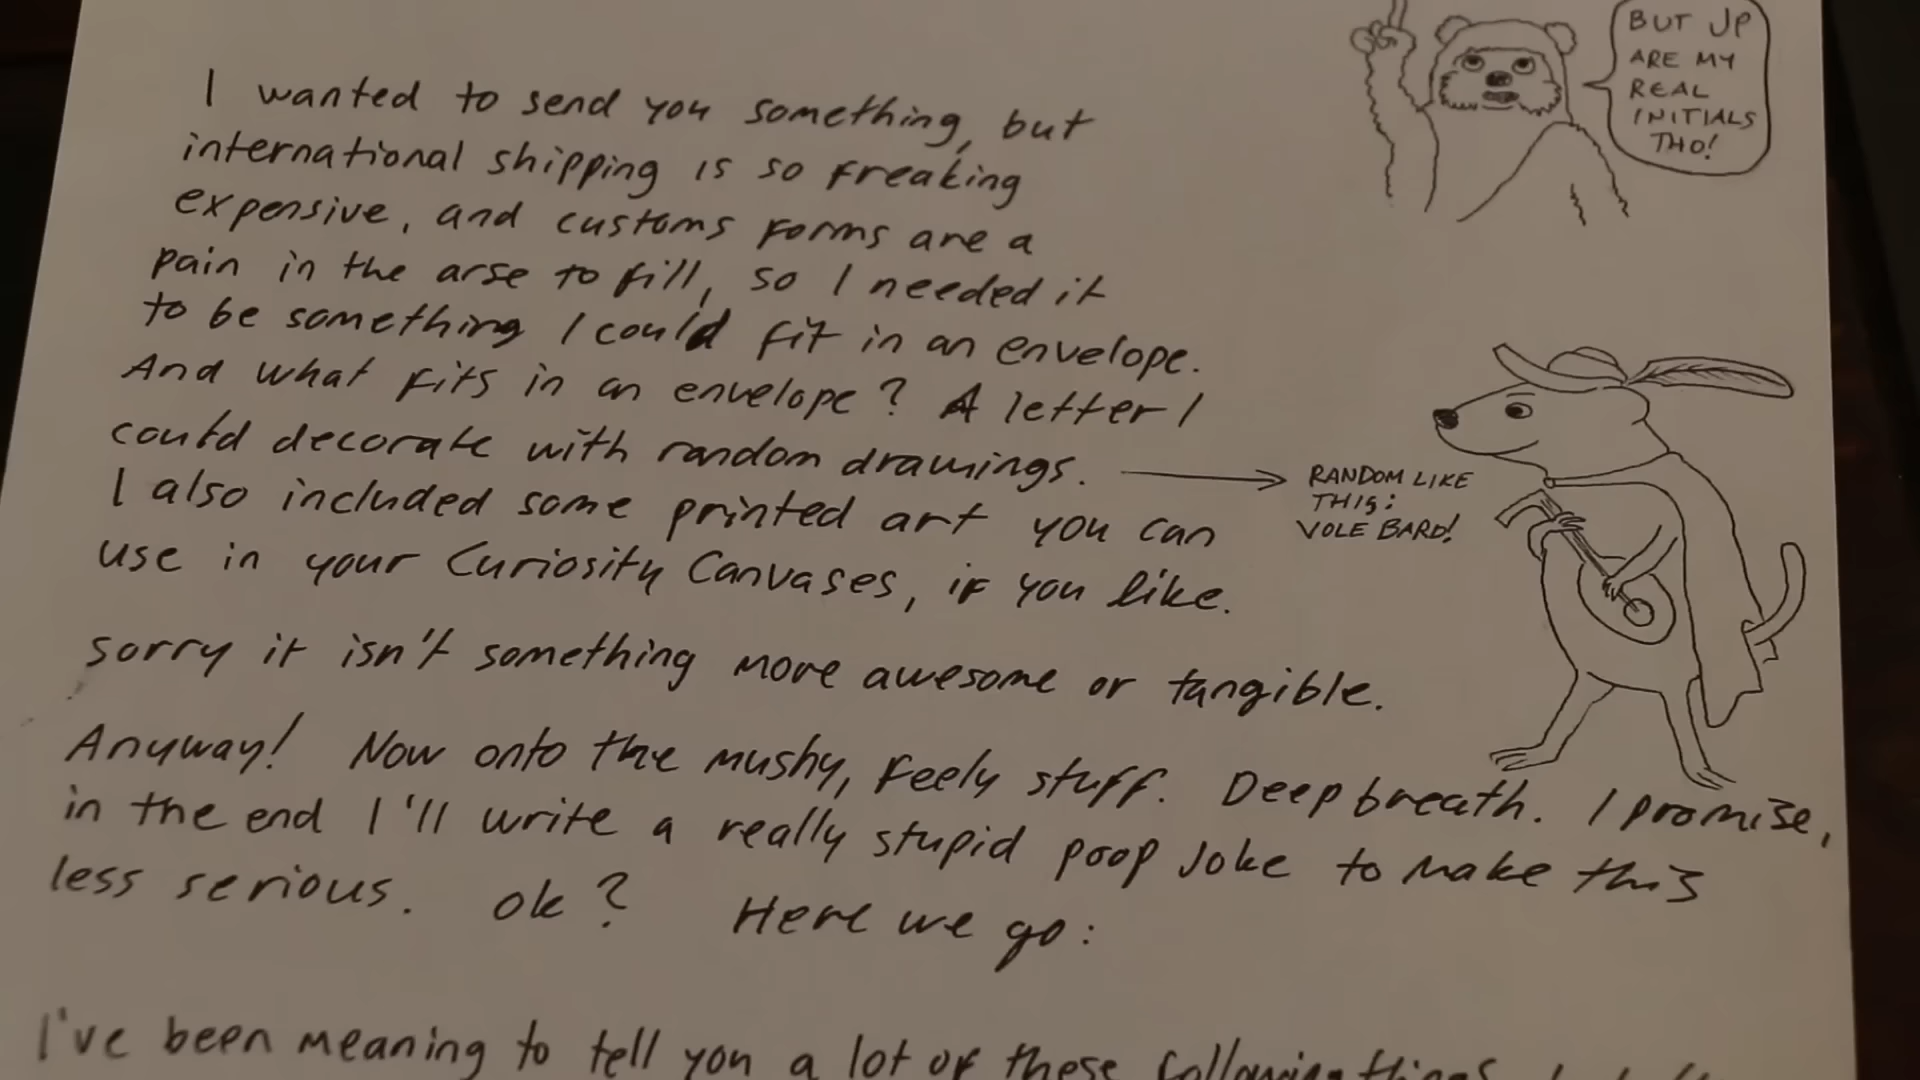 BUT JP
ARE MY
REAL
INITIALS
THO!
I wanted to send you something, but
international shipping is so freaking
expensive, and customs forms are a
pain in the arse to fill, so I needed it
to be something I could fit in an envelope.
And what fits in an envelope? A letter I
could decorate with random drawings.
RANDOM LIKE
THIS:
VOLE BARD!
I also included some printed art you can
use in your Curiosity Canvases, if you like.
sorry it isn't something more awesome or tangible.
Anyway! Now onto the mushy, feely stuff. Deep breath. I promise,
in the end I'll write a really stupid poop joke to make this
less serious. ok? Here we go:
I've been meaning to tell you a lot of these following things